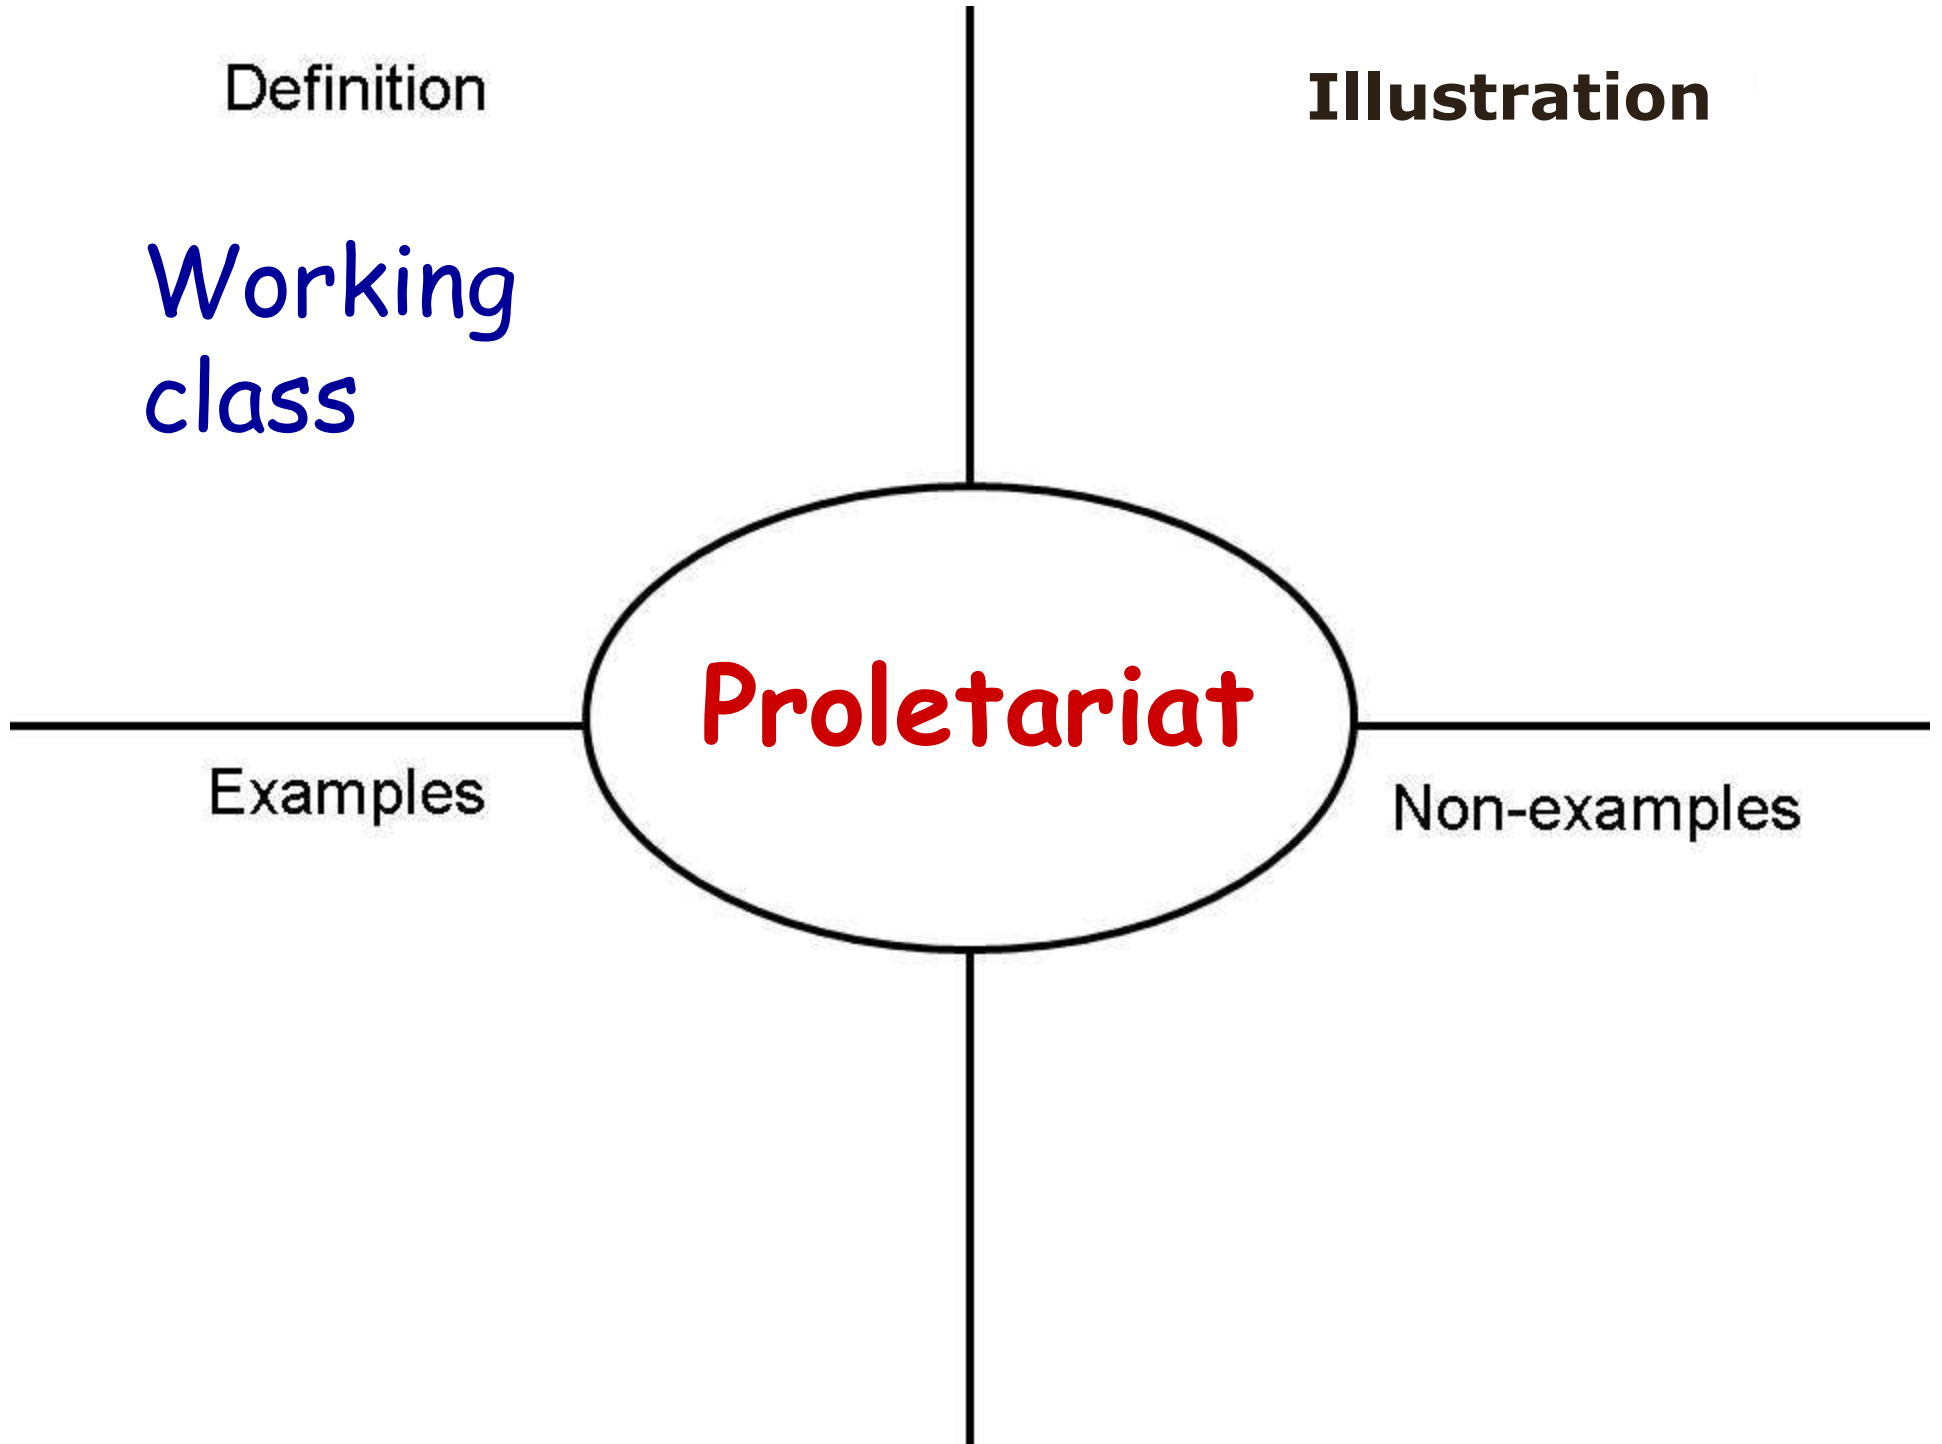 Definition
Illustration
Working
class
Proletariat
Examples
Non-examples